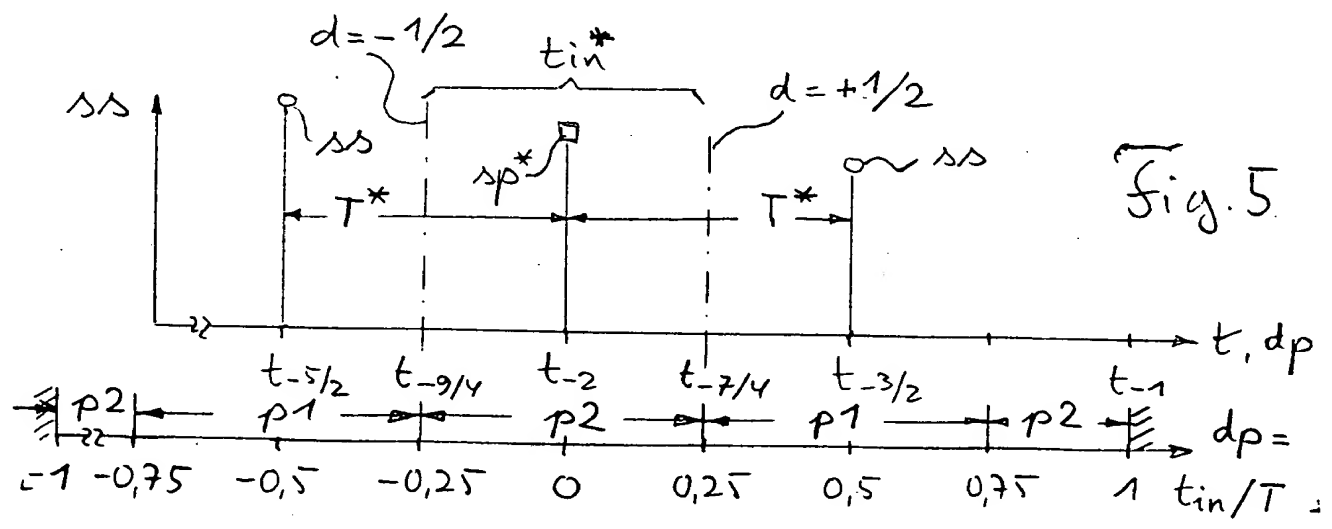 d = - 1/2
tin*
d = + 1/2
ss
ss
sp*
ss
Fig. 5
T*
T*
t, dp
t-5/2
t-9/4
t-2
t-7/4
t-3/2
t-1
p2
p1
p2
p1
p2
dp =
-1
-0,75
-0,5
-0,25
0
0,25
0,5
0,75
1
tin/T